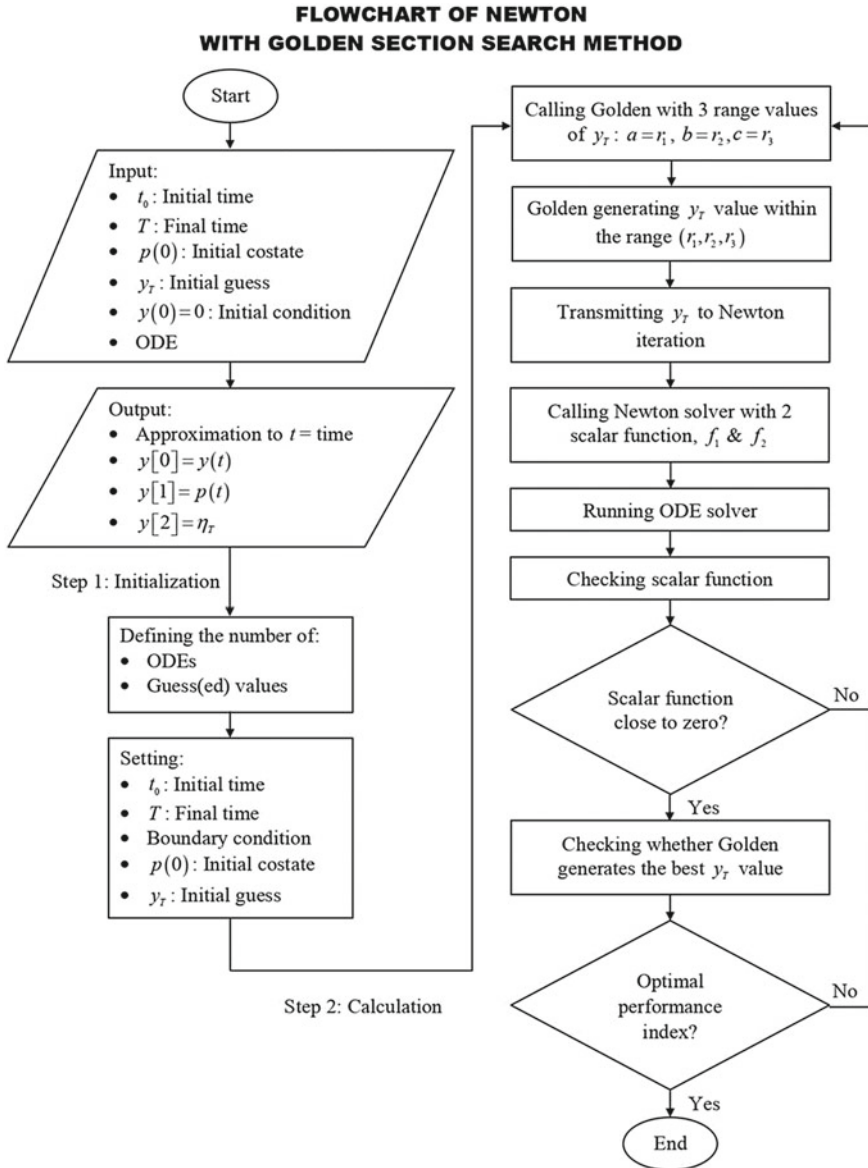 FLOWCHART OF NEWTON
WITH GOLDEN SECTION SEARCH METHOD
Start
Input:
• t₀ : Initial time
• T : Final time
• p(0) : Initial costate
• y_T : Initial guess
• y(0)=0 : Initial condition
• ODE
Output:
• Approximation to t = time
• y[0]=y(t)
• y[1]=p(t)
• y[2]=η_T
Step 1: Initialization
Defining the number of:
• ODEs
• Guess(ed) values
Setting:
• t₀ : Initial time
• T : Final time
• Boundary condition
• p(0) : Initial costate
• y_T : Initial guess
Step 2: Calculation
Calling Golden with 3 range values
of y_T : a=r₁, b=r₂, c=r₃
Golden generating y_T value within
the range (r₁,r₂,r₃)
Transmitting y_T to Newton
iteration
Calling Newton solver with 2
scalar function, f₁ & f₂
Running ODE solver
Checking scalar function
Scalar function
close to zero?
No
Yes
Checking whether Golden
generates the best y_T value
Optimal
performance
index?
No
Yes
End